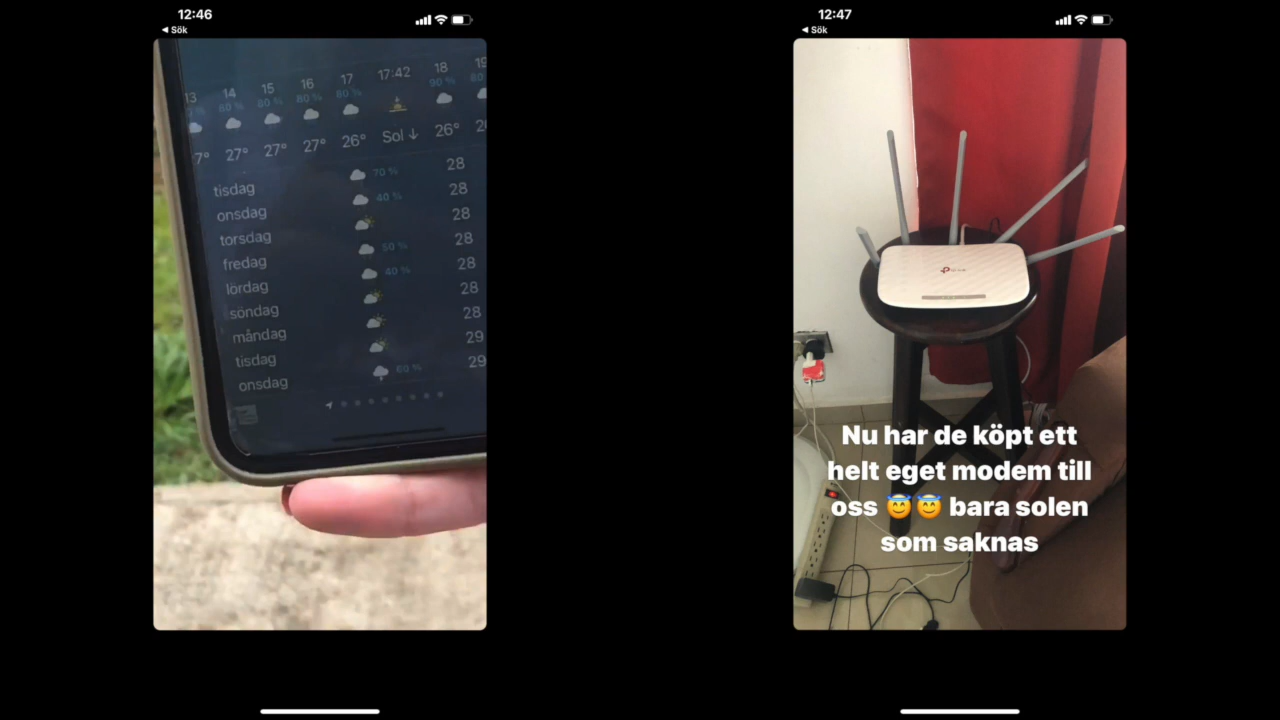 12:46
Sök
13 14 15 16 17 17:42 18 19
80 % 80 % 80 % 80 % 90 % 80
27° 27° 27° 26° Sol ↓ 26°
tisdag 70 % 28
onsdag 40 % 28
torsdag 28
fredag 50 % 28
lördag 40 % 28
söndag 28
måndag 28
tisdag 29
onsdag 60 % 29
12:47
Sök
Nu har de köpt ett
helt eget modem till
oss 😇😇 bara solen
som saknas